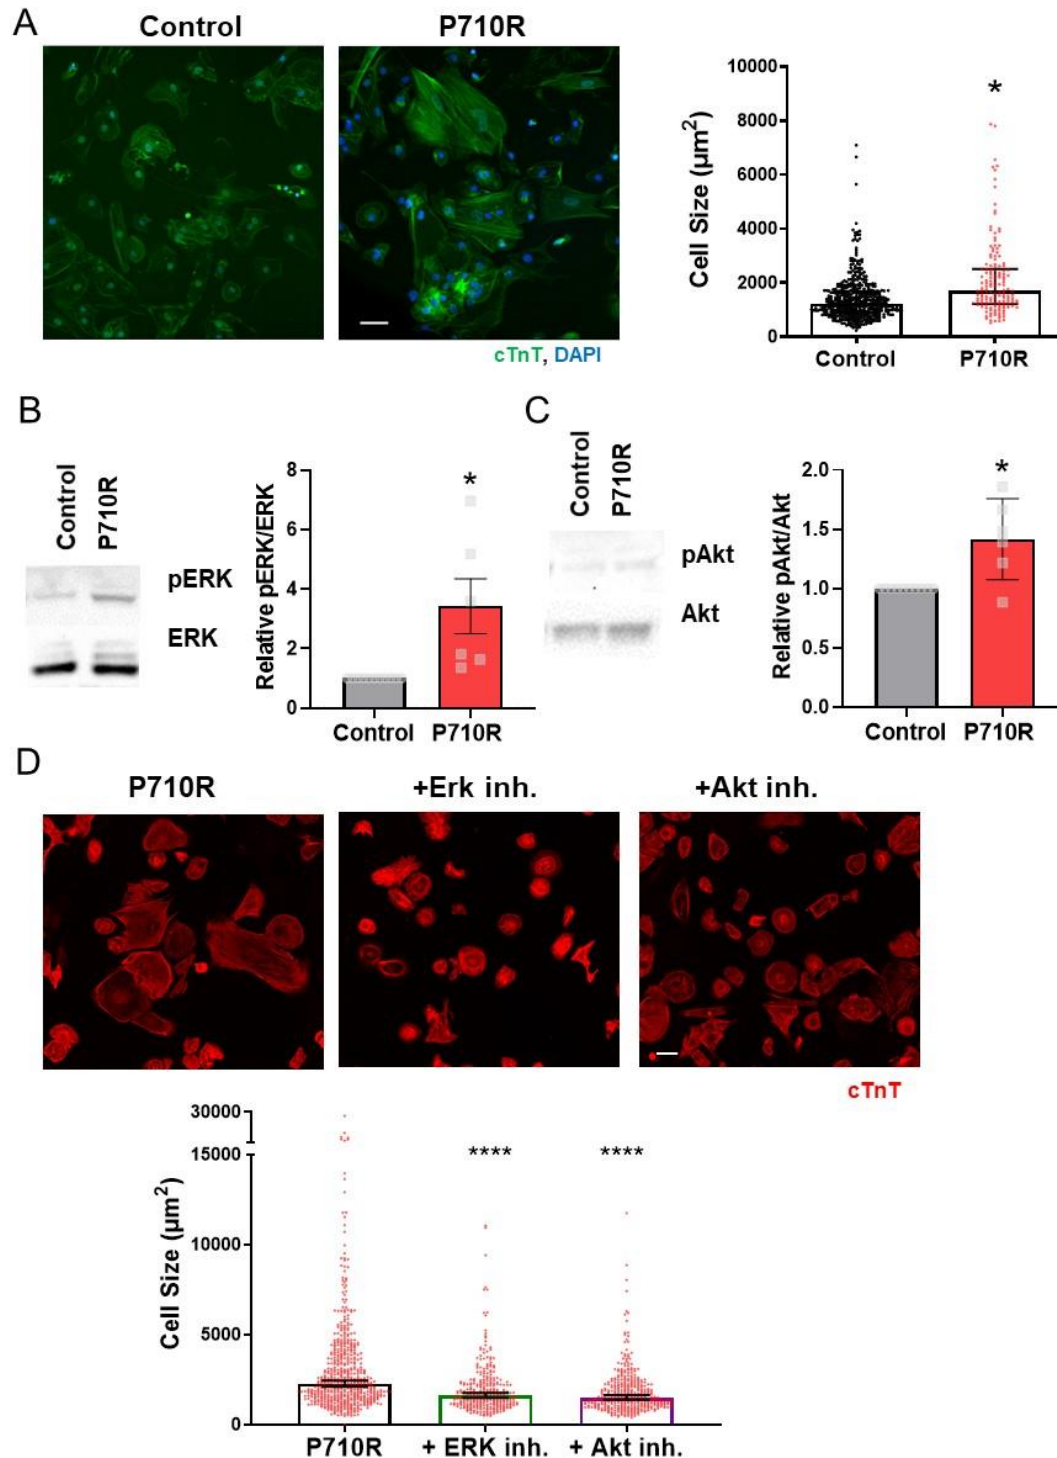 A
Control
P710R
cTnT, DAPI
Cell Size (µm²)
10000
8000
6000
4000
2000
0
*
Control
P710R
B
Control
P710R
pERK
ERK
Relative pERK/ERK
8
6
4
2
0
*
Control
P710R
C
Control
P710R
pAkt
Akt
Relative pAkt/Akt
2.0
1.5
1.0
0.5
0.0
*
Control
P710R
D
P710R
+Erk inh.
+Akt inh.
cTnT
Cell Size (µm²)
30000
15000
10000
5000
0
****
****
P710R
+ ERK inh.
+ Akt inh.